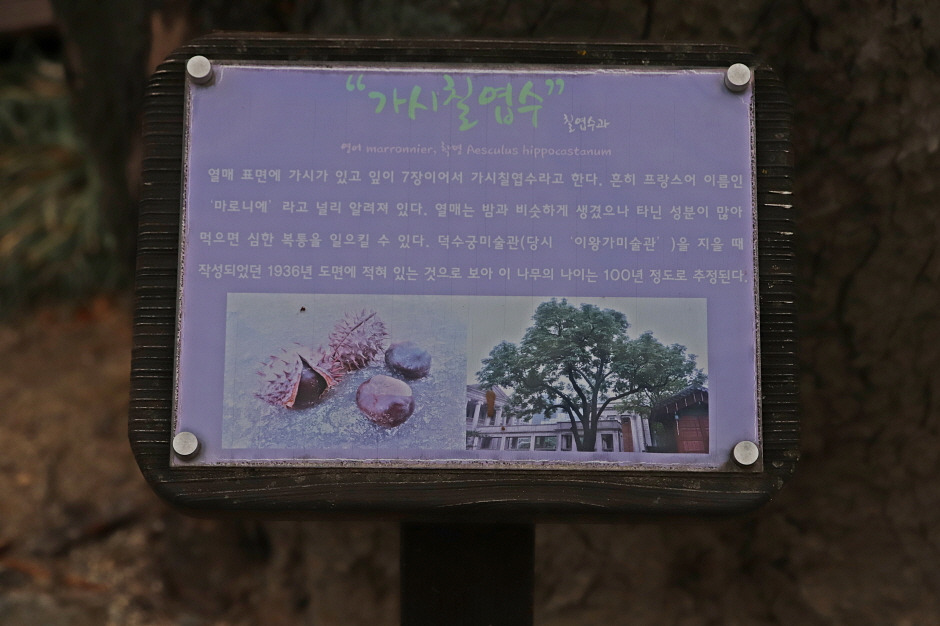 “가시칠엽수” 칠엽수과
영어 marronnier, 학명 Aesculus hippocastanum
열매 표면에 가시가 있고 잎이 7장이어서 가시칠엽수라고 한다. 흔히 프랑스어 이름인
‘마로니에’라고 널리 알려져 있다. 열매는 밤과 비슷하게 생겼으나 타닌 성분이 많아
먹으면 심한 복통을 일으킬 수 있다. 덕수궁미술관(당시 ‘이왕가미술관’)을 지을 때
작성되었던 1936년 도면에 적혀 있는 것으로 보아 이 나무의 나이는 100년 정도로 추정된다.